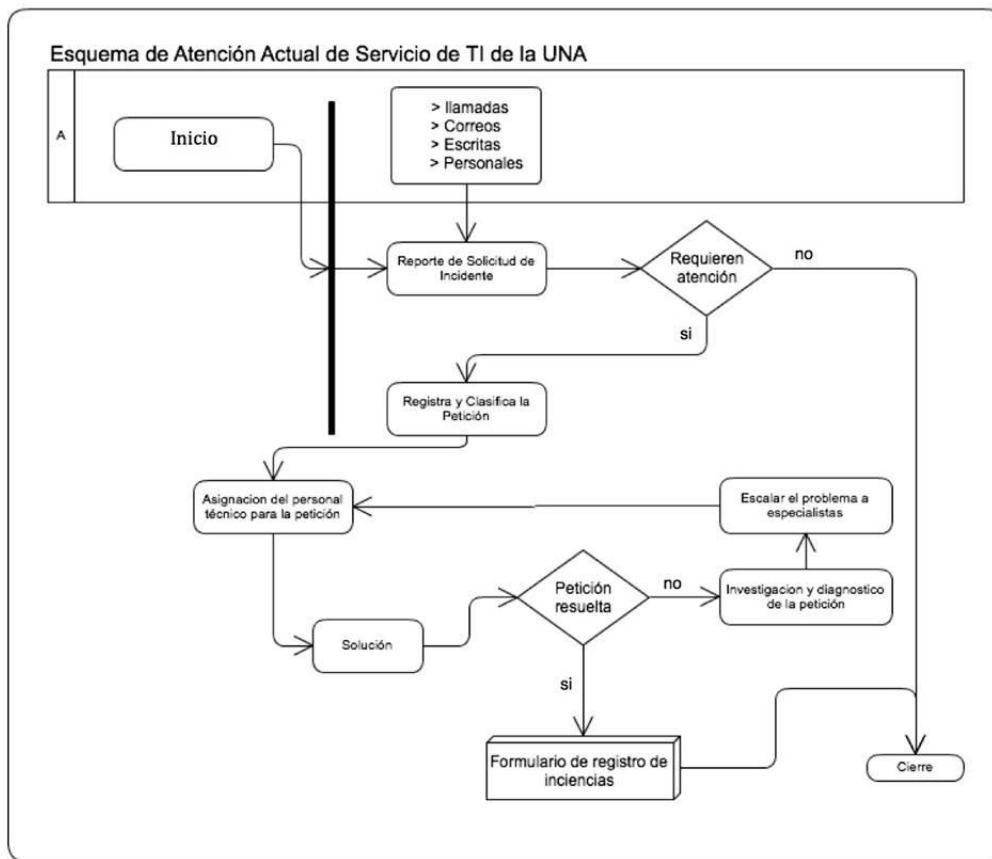 Esquema de Atención Actual de Servicio de TI de la UNA
A
Inicio
> llamadas
> Correos
> Escritas
> Personales
Reporte de Solicitud de
Incidente
Requieren
atención
no
si
Registra y Clasifica la
Petición
Asignacion del personal
técnico para la petición
Escalar el problema a
especialistas
Petición
resuelta
no
Investigacion y diagnostico
de la petición
Solución
si
Formulario de registro de
inciencias
Cierre